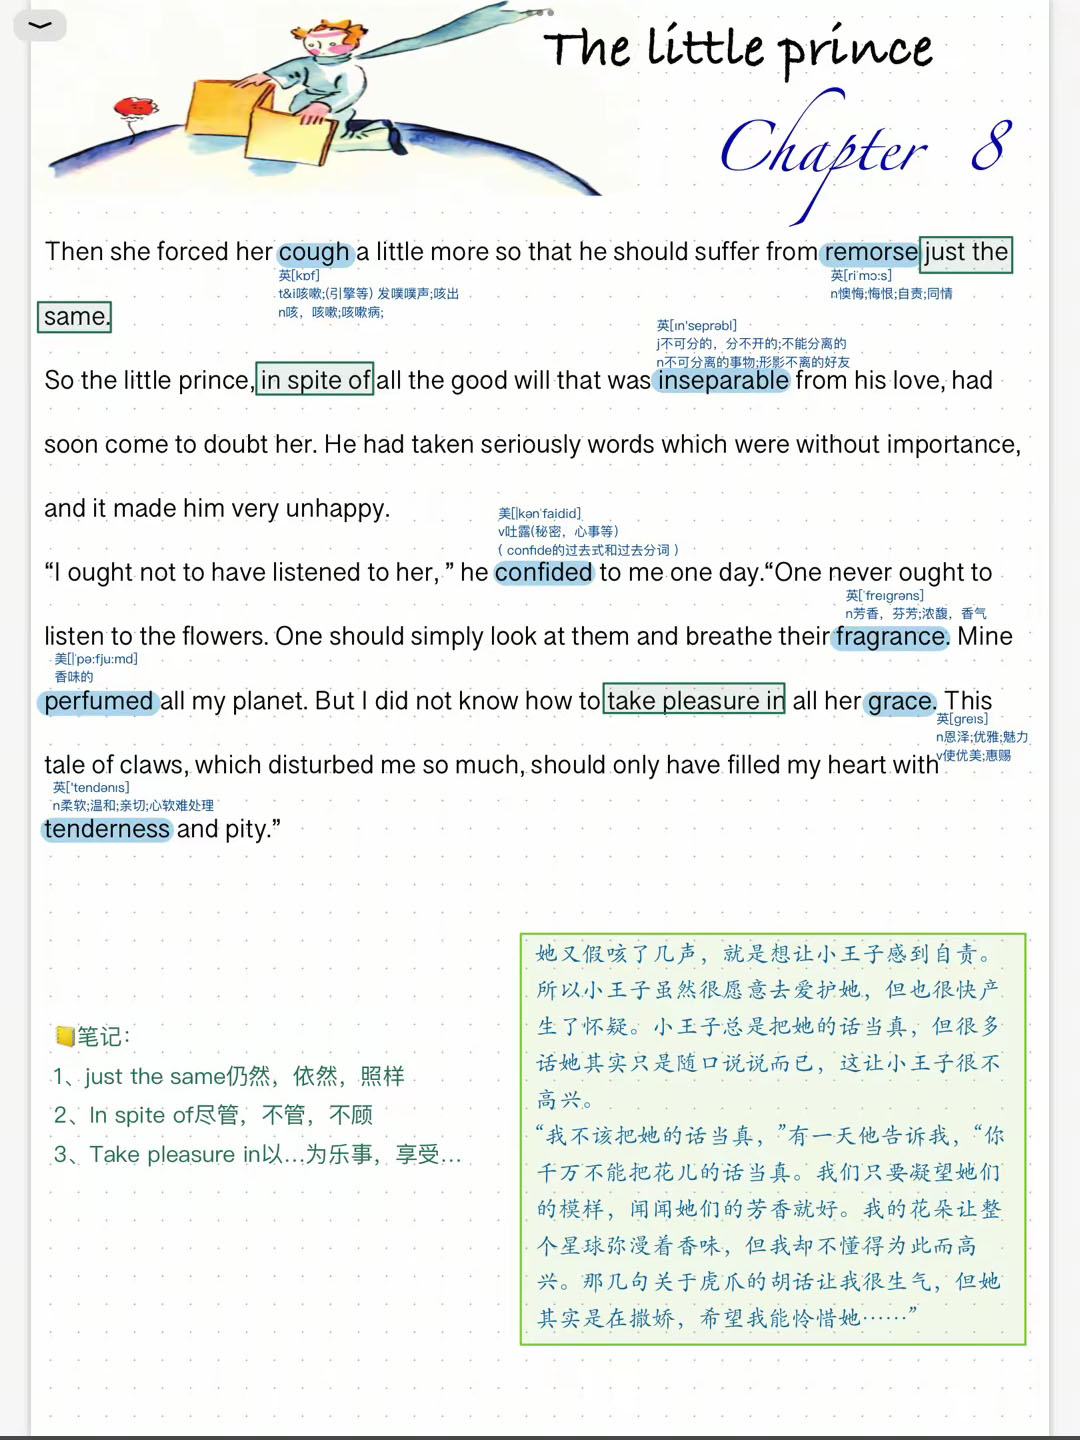 The little prince
Chapter 8
Then she forced her cough a little more so that he should suffer from remorse just the
英[kɒf]
t&i咳嗽;(引擎等) 发噗噗声;咳出
n咳，咳嗽;咳嗽病;
英[riˈmɔ:s]
n懊悔;悔恨;自责;同情
same.
英[ɪn'seprəbl]
j不可分的，分不开的;不能分离的
n不可分离的事物;形影不离的好友
So the little prince, in spite of all the good will that was inseparable from his love, had
soon come to doubt her. He had taken seriously words which were without importance,
and it made him very unhappy.
美[|kənˈfaidid]
v吐露(秘密，心事等)
( confide的过去式和过去分词 )
“I ought not to have listened to her, ” he confided to me one day.“One never ought to
英[ˈfreɪgrəns]
n芳香，芬芳;浓馥，香气
listen to the flowers. One should simply look at them and breathe their fragrance. Mine
美[|ˈpə:fju:md]
香味的
perfumed all my planet. But I did not know how to take pleasure in all her grace. This
英[greɪs]
n恩泽;优雅;魅力
v使优美;惠赐
tale of claws, which disturbed me so much, should only have filled my heart with
英['tendənɪs]
n柔软;温和;亲切;心软难处理
tenderness and pity.”
笔记：
1、just the same仍然，依然，照样
2、In spite of尽管，不管，不顾
3、Take pleasure in以…为乐事，享受…
她又假咳了几声，就是想让小王子感到自责。
所以小王子虽然很愿意去爱护她，但也很快产
生了怀疑。小王子总是把她的话当真，但很多
话她其实只是随口说说而已，这让小王子很不
高兴。
“我不该把她的话当真，”有一天他告诉我，“你
千万不能把花儿的话当真。我们只要凝望她们
的模样，闻闻她们的芳香就好。我的花朵让整
个星球弥漫着香味，但我却不懂得为此而高
兴。那几句关于虎爪的胡话让我很生气，但她
其实是在撒娇，希望我能怜惜她……”